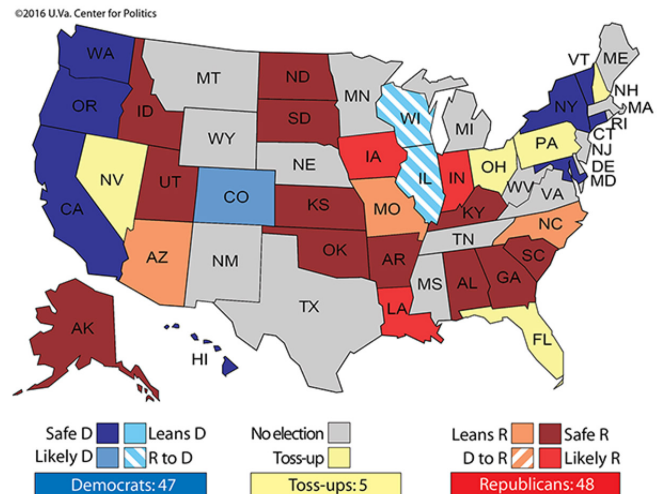 ©2016 U.Va. Center for Politics
WA
MT
ND
MN
VT
ME
OR
ID
SD
WI
MI
NY
NH
MA
RI
CT
WY
NE
IA
PA
NJ
DE
MD
NV
UT
CO
IL
IN
OH
WV
VA
CA
KS
MO
KY
NC
AZ
NM
OK
AR
TN
SC
TX
MS
AL
GA
LA
AK
HI
FL
Safe D
Leans D
No election
Leans R
Safe R
Likely D
R to D
Toss-up
D to R
Likely R
Democrats: 47
Toss-ups: 5
Republicans: 48